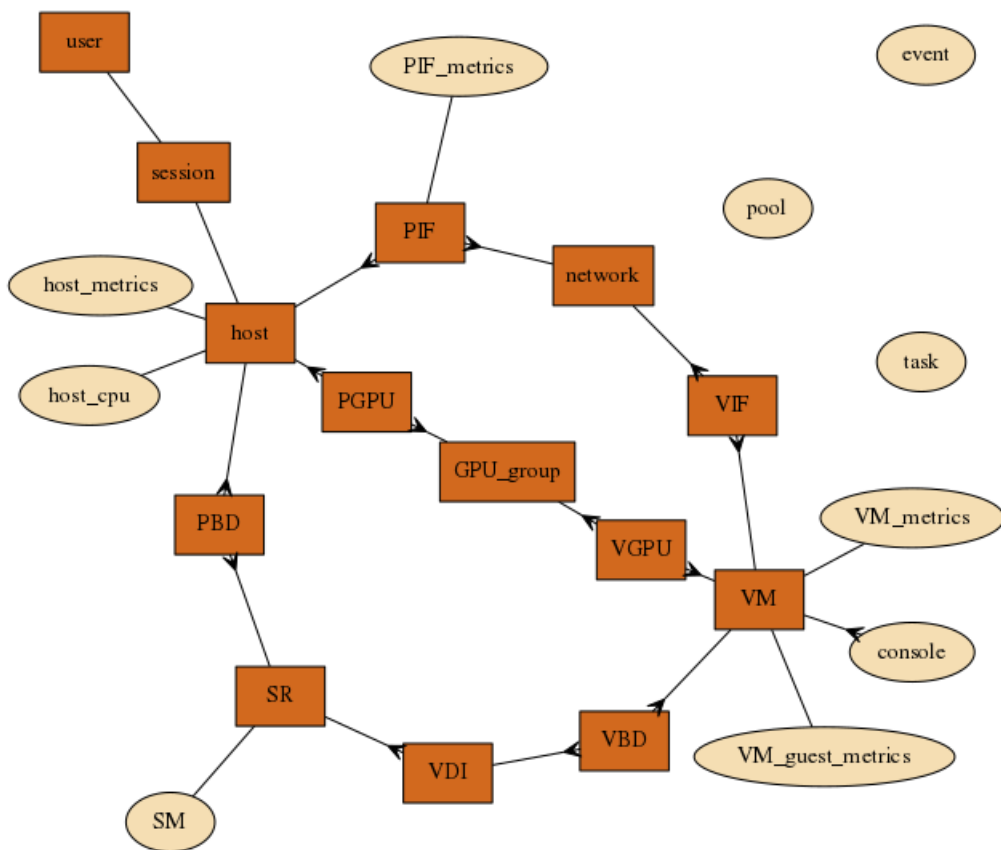 user
event
PIF_metrics
session
pool
PIF
network
host_metrics
host
task
host_cpu
PGPU
VIF
GPU_group
VM_metrics
PBD
VGPU
VM
console
SR
VBD
VM_guest_metrics
VDI
SM